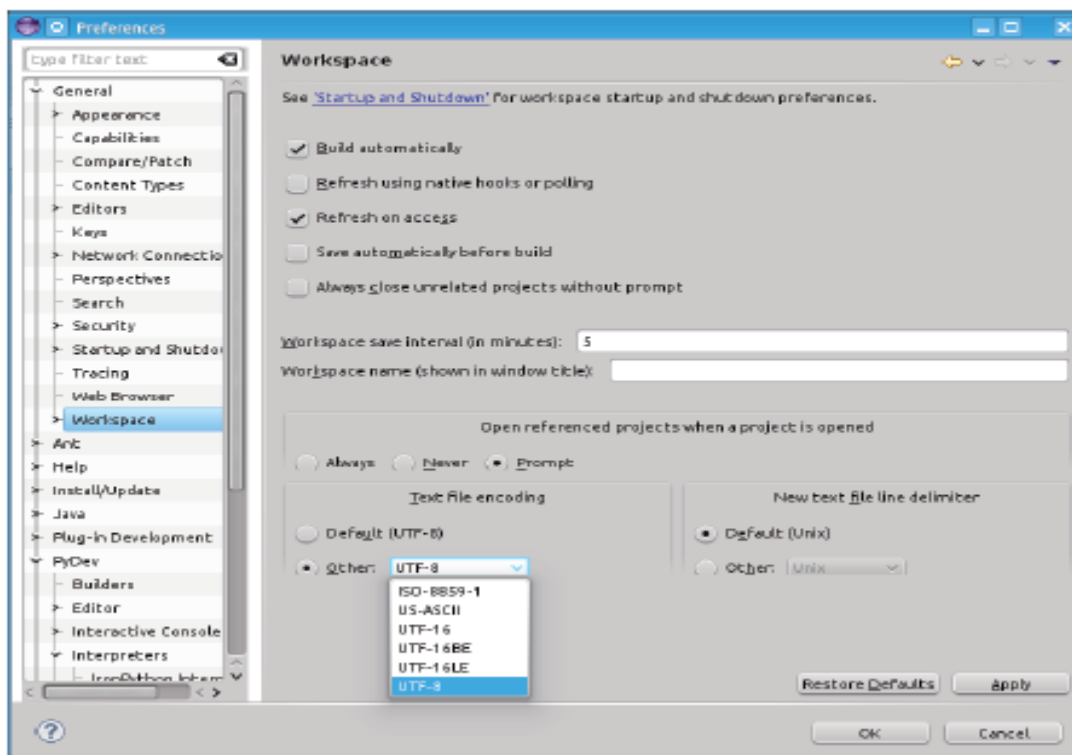 Preferences
type filter text
General
Appearance
Capabilities
Compare/Patch
Content Types
Editors
Keys
Network Connectio
Perspectives
Search
Security
Startup and Shutdo
Tracing
Web Browser
Workspace
Ant
Help
Install/Update
Java
Plug-in Development
PyDev
Builders
Editor
Interactive Console
Interpreters
IronPython Interp
Workspace
See 'Startup and Shutdown' for workspace startup and shutdown preferences.
Build automatically
Refresh using native hooks or polling
Refresh on access
Save automatically before build
Always close unrelated projects without prompt
Workspace save interval (in minutes): 5
Workspace name (shown in window title):
Open referenced projects when a project is opened
Always Never Prompt
Text file encoding
Default (UTF-8)
Other: UTF-8
ISO-8859-1
US-ASCII
UTF-16
UTF-16BE
UTF-16LE
UTF-8
New text file line delimiter
Default (Unix)
Other: Unix
Restore Defaults Apply
OK Cancel